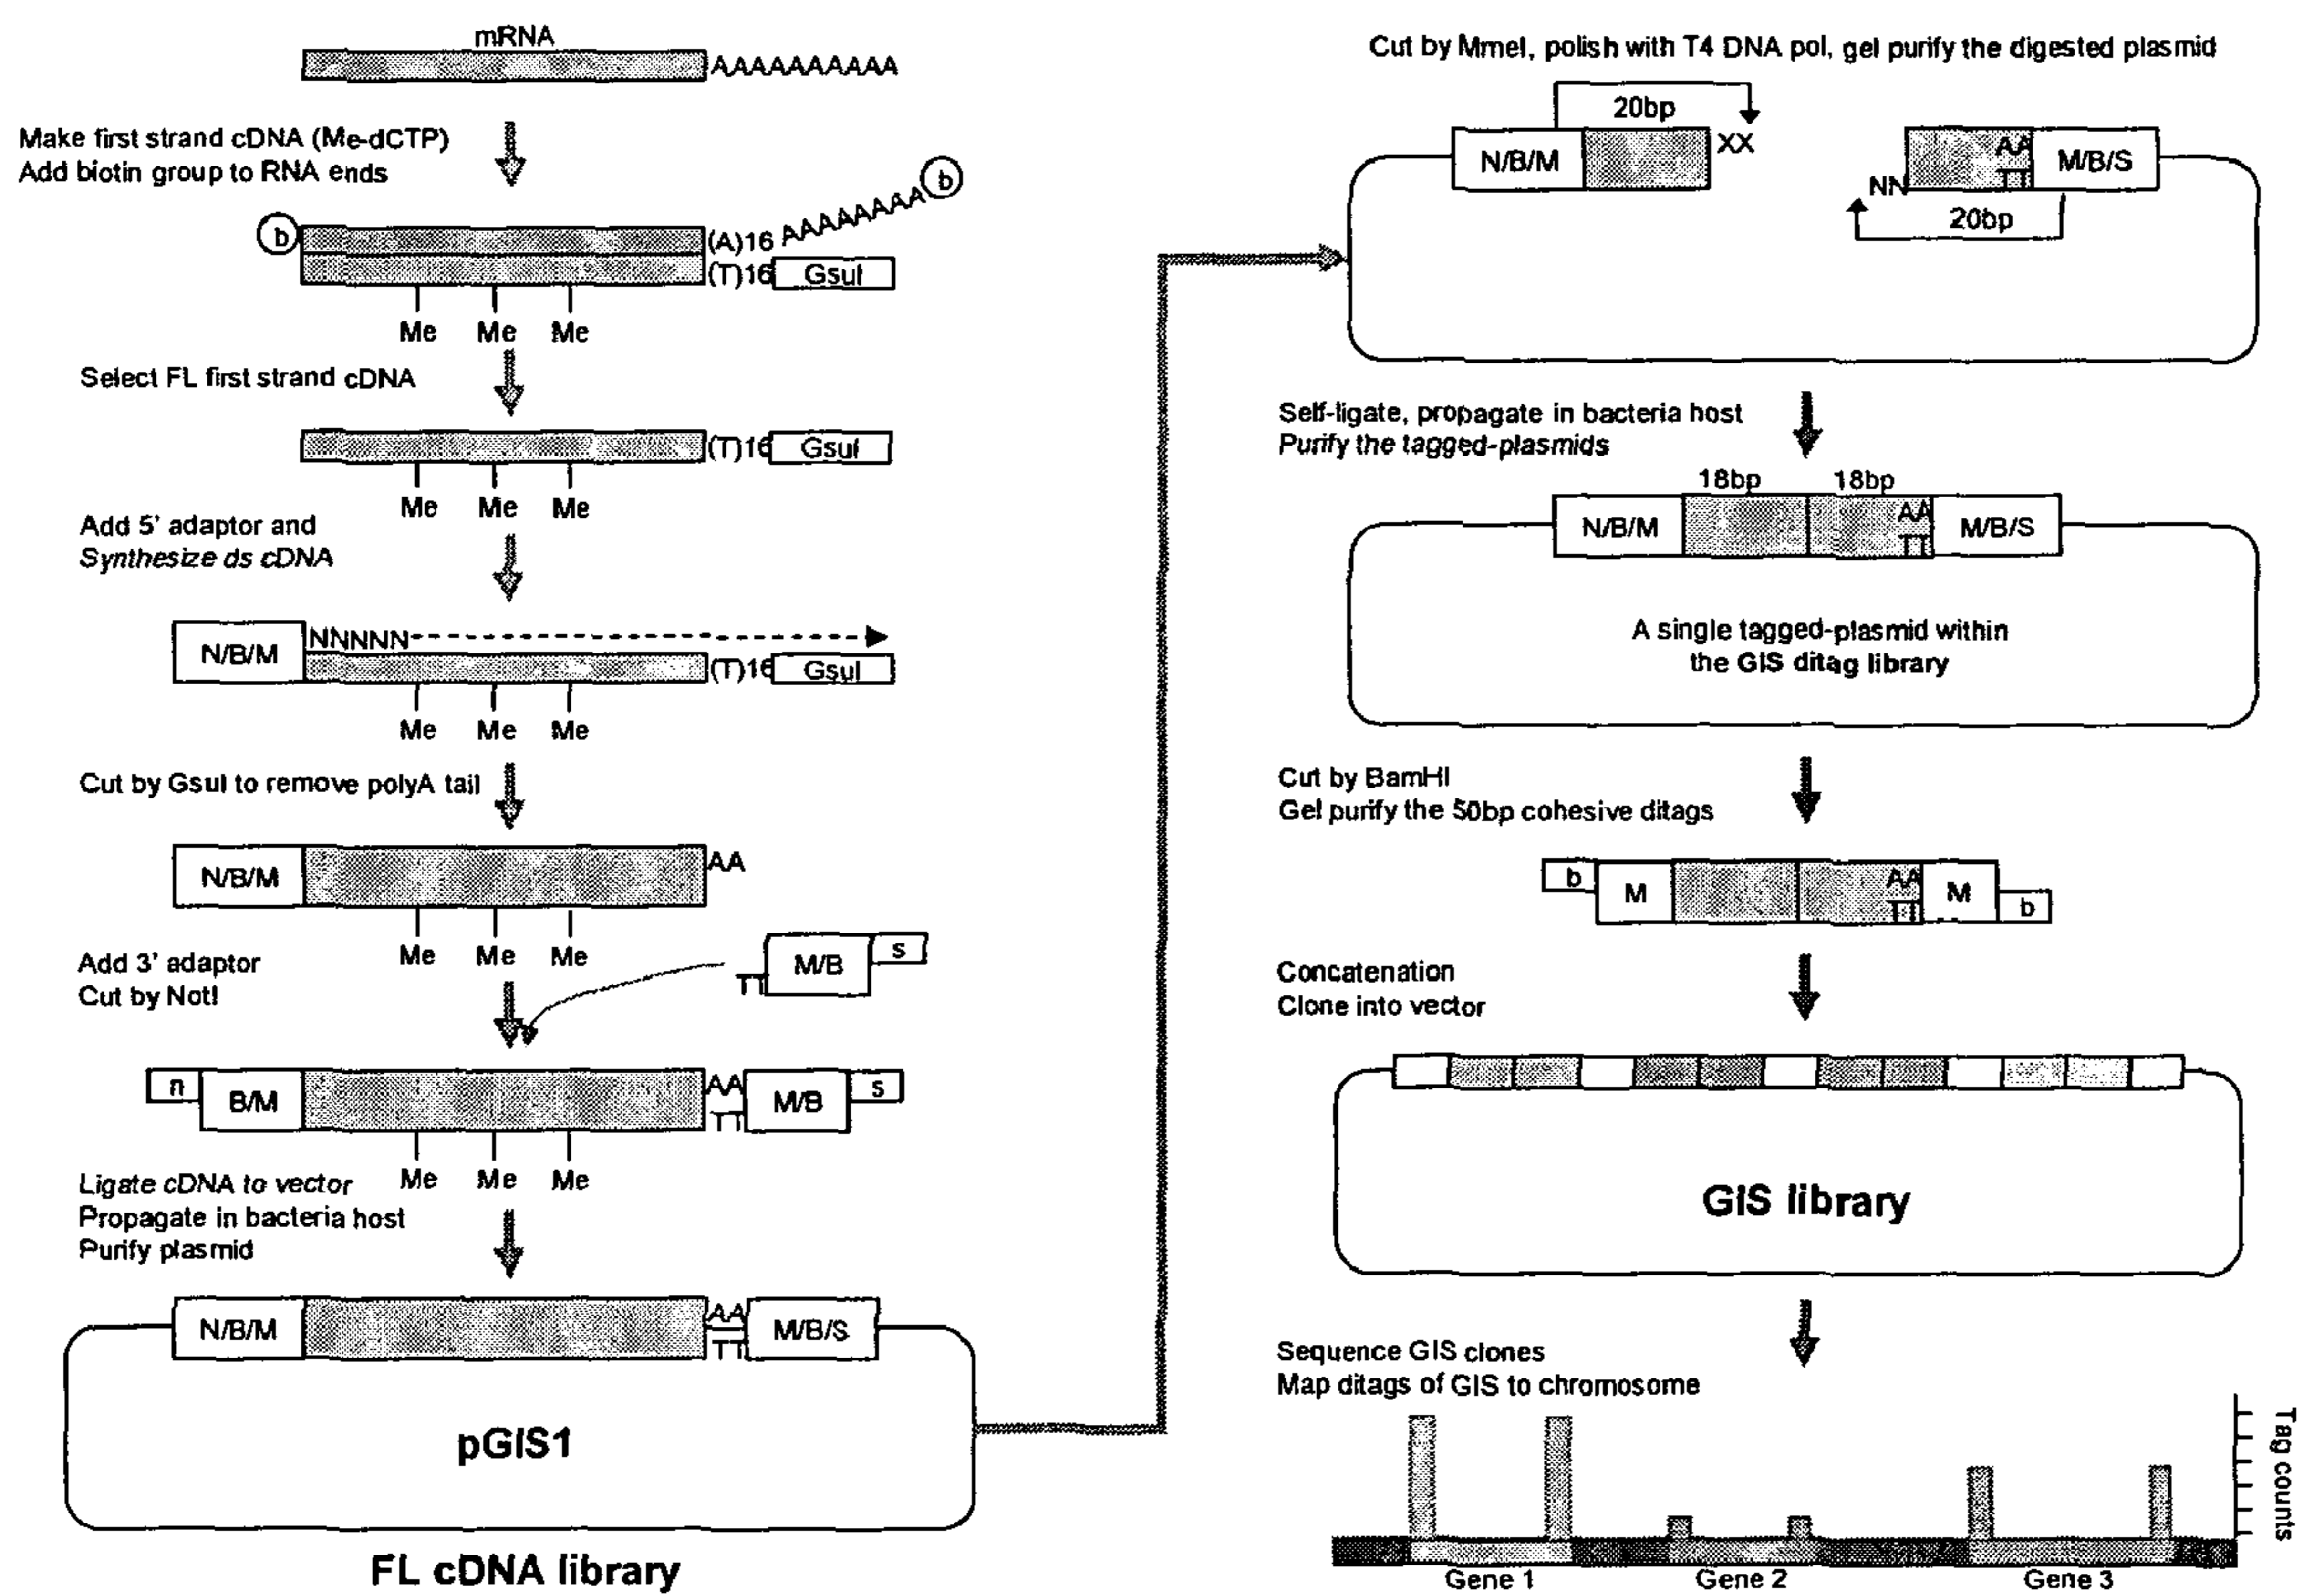 mRNA
AAAAAAAAAA
Make first strand cDNA (Me-dCTP)
Add biotin group to RNA ends
b
b
(A)16 AAAAAAAA
(T)16 GsuI
Me Me Me
Select FL first strand cDNA
(T)16 GsuI
Me Me Me
Add 5' adaptor and
Synthesize ds cDNA
N/B/M NNNNN
(T)16 GsuI
Me Me Me
Cut by GsuI to remove polyA tail
N/B/M AA
Me Me Me
Add 3' adaptor
Cut by NotI
TT M/B s
n B/M AA M/B s
TT
Me Me Me
Ligate cDNA to vector
Propagate in bacteria host
Purify plasmid
N/B/M AA M/B/S
TT
pGIS1
FL cDNA library
Cut by MmeI, polish with T4 DNA pol, gel purify the digested plasmid
20bp
N/B/M XX
AA M/B/S
NN TT
20bp
Self-ligate, propagate in bacteria host
Purify the tagged-plasmids
18bp 18bp
N/B/M AA M/B/S
TT
A single tagged-plasmid within
the GIS ditag library
Cut by BamHI
Gel purify the 50bp cohesive ditags
b M AA M b
TT
Concatenation
Clone into vector
GIS library
Sequence GIS clones
Map ditags of GIS to chromosome
Tag counts
Gene 1 Gene 2 Gene 3